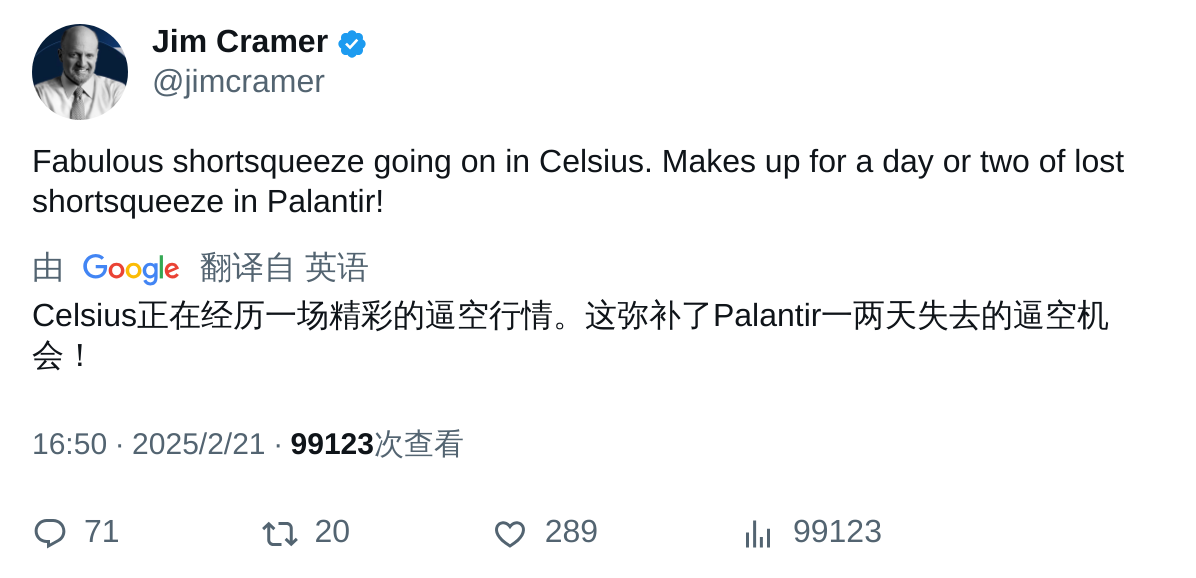 Jim Cramer
@jimcramer
Fabulous shortsqueeze going on in Celsius. Makes up for a day or two of lost
shortsqueeze in Palantir!
由 Google 翻译自 英语
Celsius正在经历一场精彩的逼空行情。这弥补了Palantir一两天失去的逼空机
会！
16:50 · 2025/2/21 · 99123次查看
71 20 289 99123